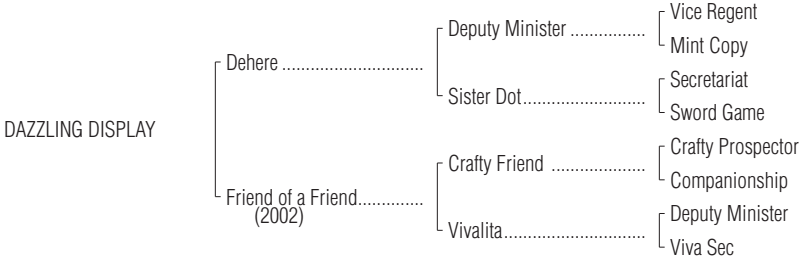 Vice Regent
Deputy Minister ................
Mint Copy
Dehere .............................
Secretariat
Sister Dot.........................
Sword Game
DAZZLING DISPLAY
Crafty Prospector
Crafty Friend ...................
Companionship
Friend of a Friend..............
(2002)
Deputy Minister
Vivalita.............................
Viva Sec